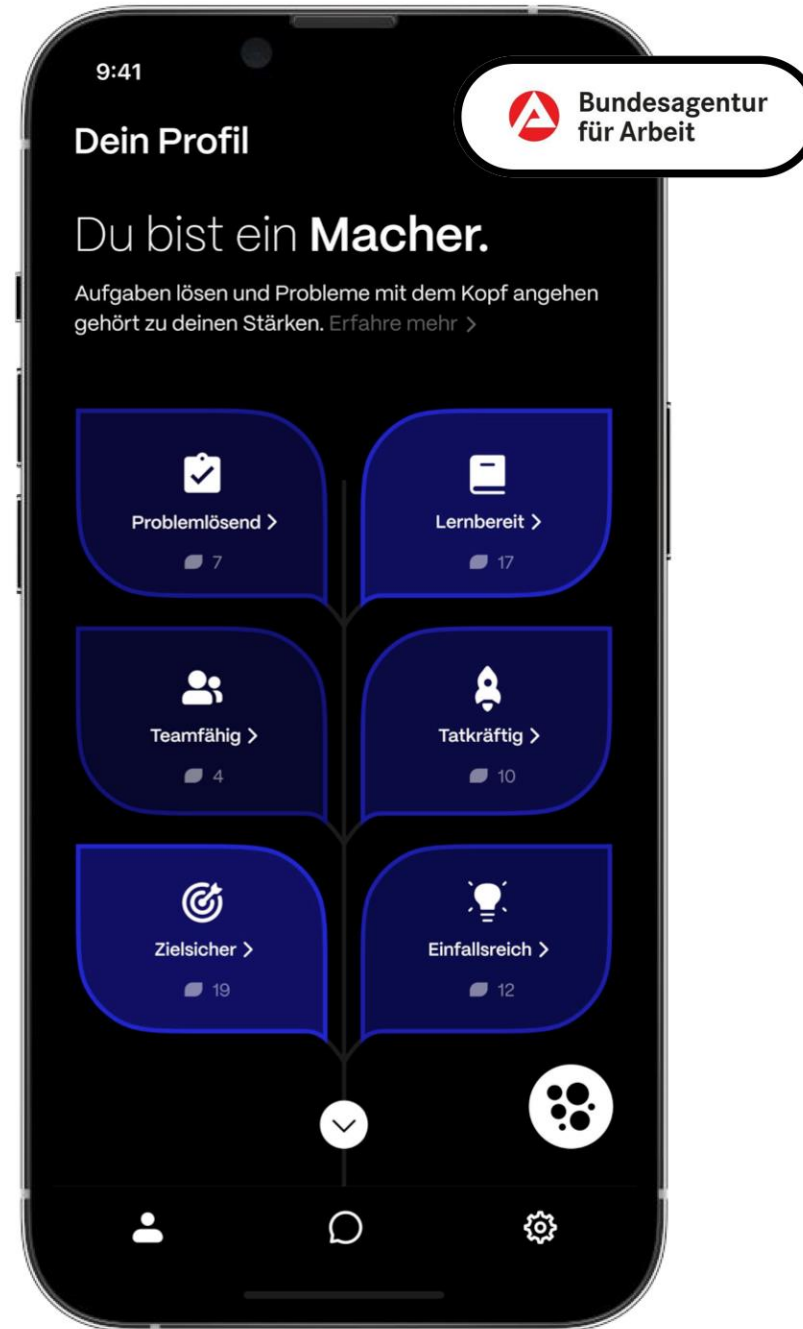 9:41
Bundesagentur
für Arbeit
Dein Profil
Du bist ein Macher.
Aufgaben lösen und Probleme mit dem Kopf angehen
gehört zu deinen Stärken. Erfahre mehr >
Problemlösend >
7
Lernbereit >
17
Teamfähig >
4
Tatkräftig >
10
Zielsicher >
19
Einfallsreich >
12